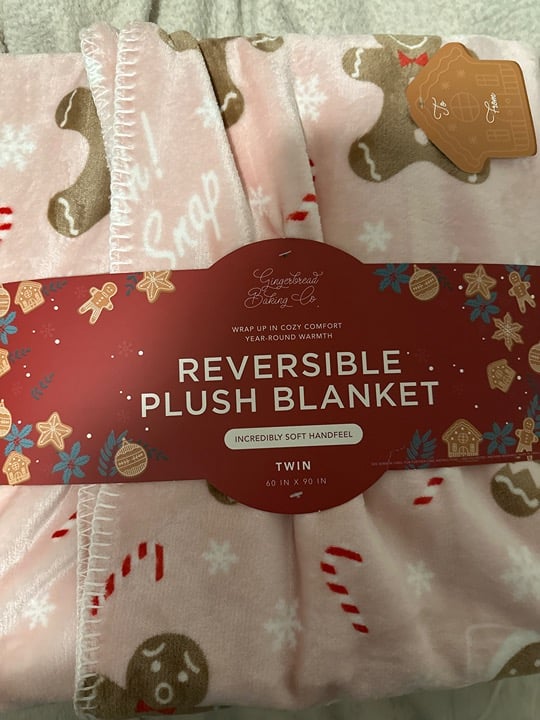 To
From
!
Snap
Gingerbread
Baking Co.
WRAP UP IN COZY COMFORT
YEAR-ROUND WARMTH
REVERSIBLE
PLUSH BLANKET
INCREDIBLY SOFT HANDFEEL
TWIN
60 IN X 90 IN